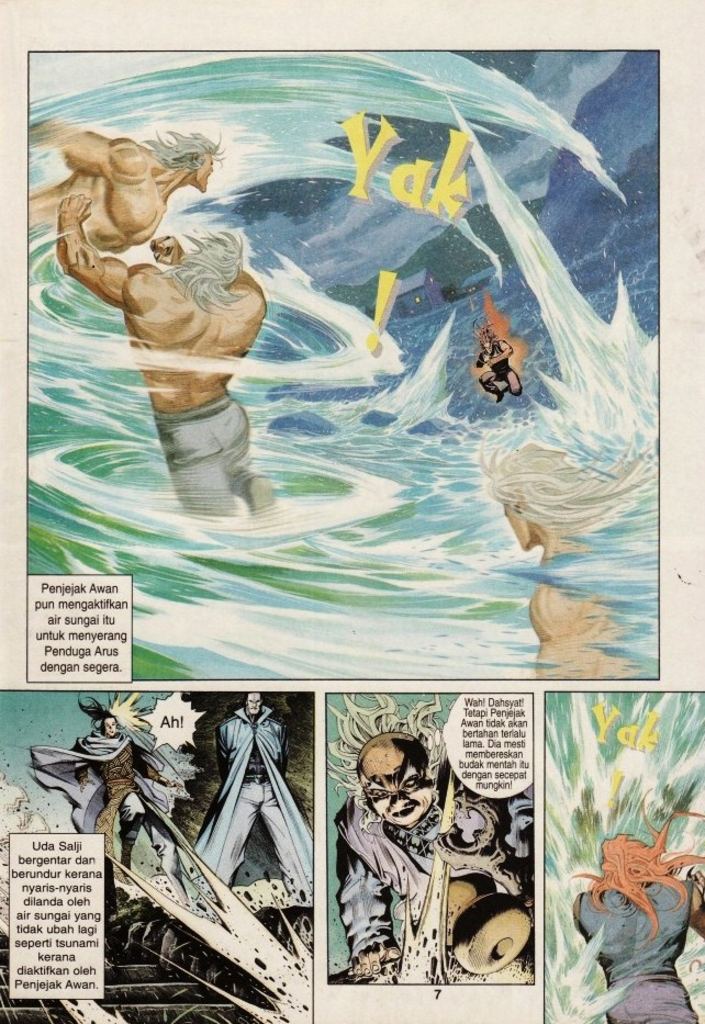 Yak
!
Penjejak Awan
pun mengaktifkan
air sungai itu
untuk menyerang
Penduga Arus
dengan segera.
Ah!
Uda Salji
bergentar dan
berundur kerana
nyaris-nyaris
dilanda oleh
air sungai yang
tidak ubah lagi
seperti tsunami
kerana
diaktifkan oleh
Penjejak Awan.
Wah! Dahsyat!
Tetapi Penjejak
Awan tidak akan
bertahan terlalu
lama. Dia mesti
membereskan
budak mentah itu
dengan secepat
mungkin!
Yak
!
7